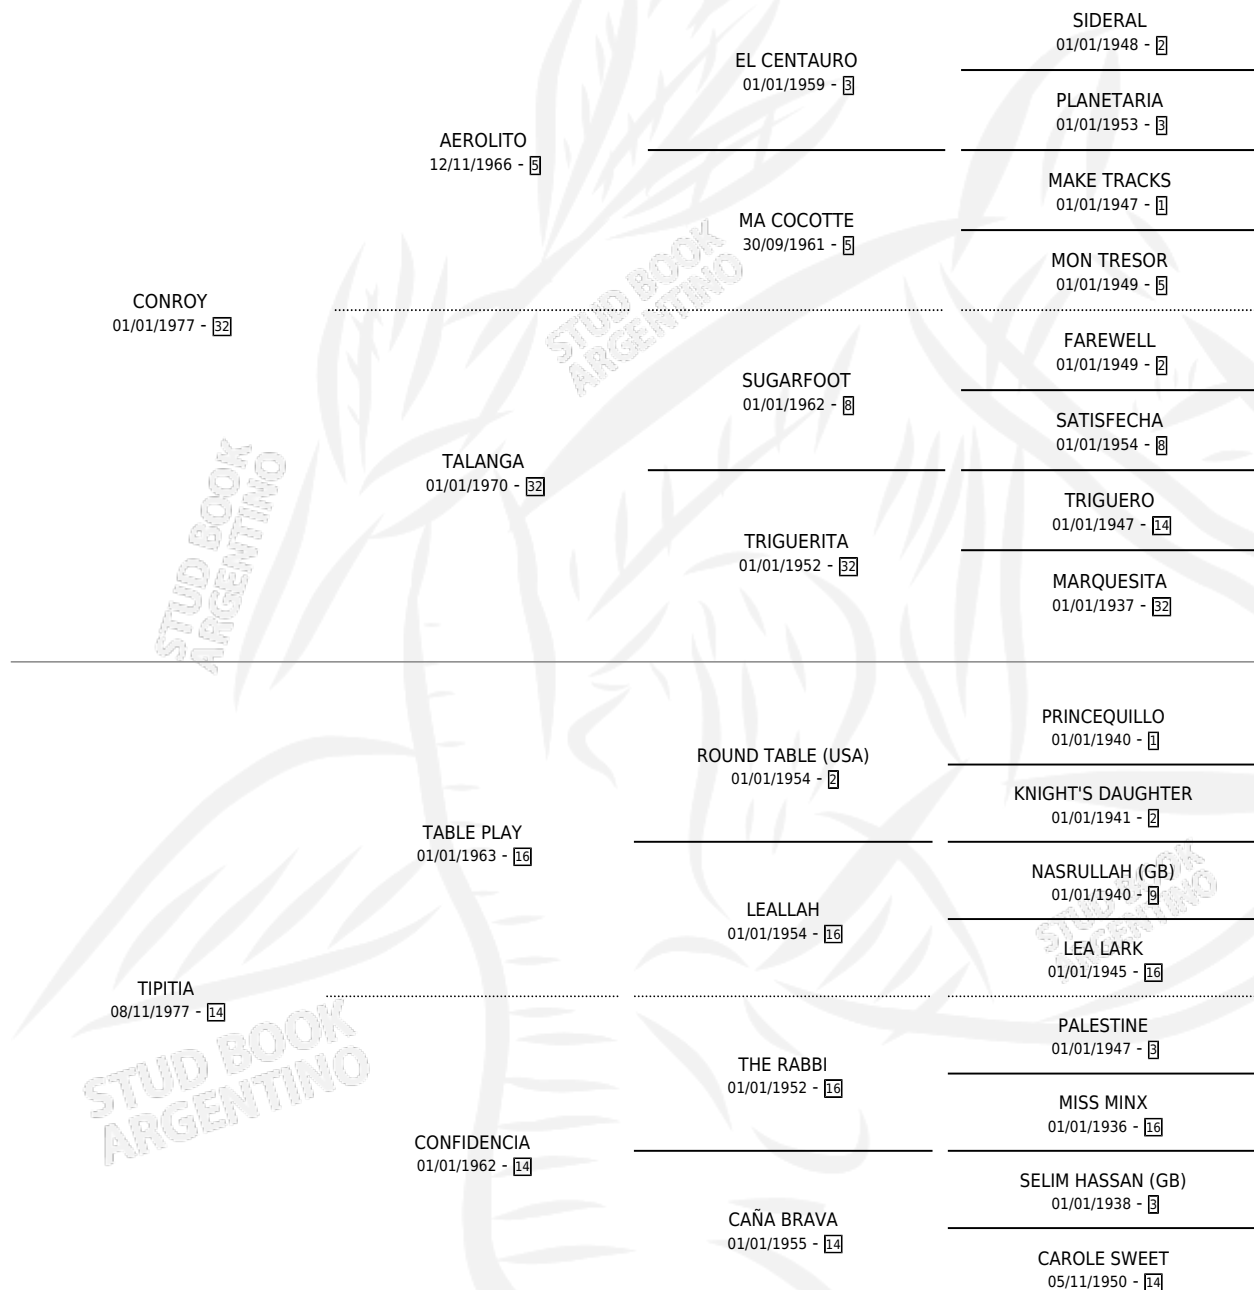 SIDERAL
01/01/1948 - 2
EL CENTAURO
01/01/1959 - 3
PLANETARIA
01/01/1953 - 3
AEROLITO
12/11/1966 - 5
MAKE TRACKS
01/01/1947 - 1
MA COCOTTE
30/09/1961 - 5
MON TRESOR
01/01/1949 - 5
CONROY
01/01/1977 - 32
FAREWELL
01/01/1949 - 2
SUGARFOOT
01/01/1962 - 8
SATISFECHA
01/01/1954 - 8
TALANGA
01/01/1970 - 32
TRIGUERO
01/01/1947 - 14
TRIGUERITA
01/01/1952 - 32
MARQUESITA
01/01/1937 - 32
PRINCEQUILLO
01/01/1940 - 1
ROUND TABLE (USA)
01/01/1954 - 2
KNIGHT'S DAUGHTER
01/01/1941 - 2
TABLE PLAY
01/01/1963 - 16
NASRULLAH (GB)
01/01/1940 - 9
LEALLAH
01/01/1954 - 16
LEA LARK
01/01/1945 - 16
TIPITIA
08/11/1977 - 14
PALESTINE
01/01/1947 - 3
THE RABBI
01/01/1952 - 16
MISS MINX
01/01/1936 - 16
CONFIDENCIA
01/01/1962 - 14
SELIM HASSAN (GB)
01/01/1938 - 3
CAÑA BRAVA
01/01/1955 - 14
CAROLE SWEET
05/11/1950 - 14
STUD BOOK
ARGENTINO
STUD BOOK
ARGENTINO
STUD BOOK
ARGENTINO
STUD BOOK
ARGENTINO